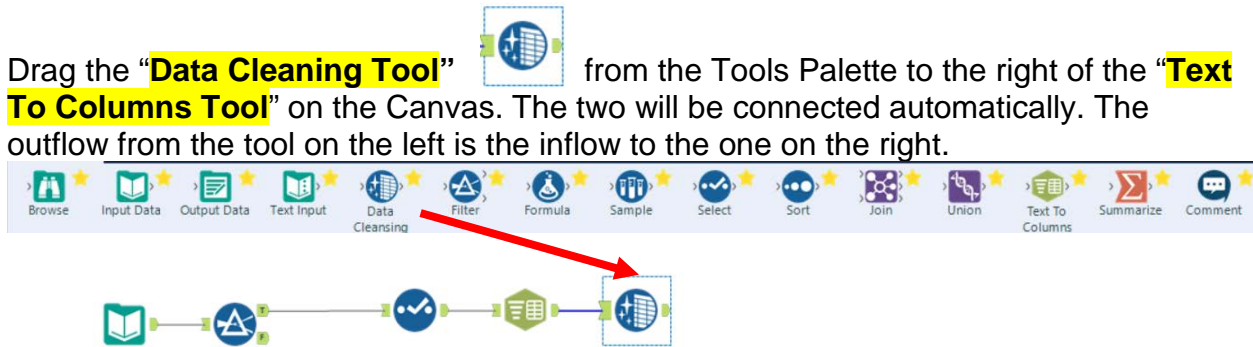 Drag the “Data Cleaning Tool” from the Tools Palette to the right of the “Text
To Columns Tool” on the Canvas. The two will be connected automatically. The
outflow from the tool on the left is the inflow to the one on the right.
Browse Input Data Output Data Text Input Data Filter Formula Sample Select Sort Join Union Text To Summarize Comment
Cleansing Columns
T
F